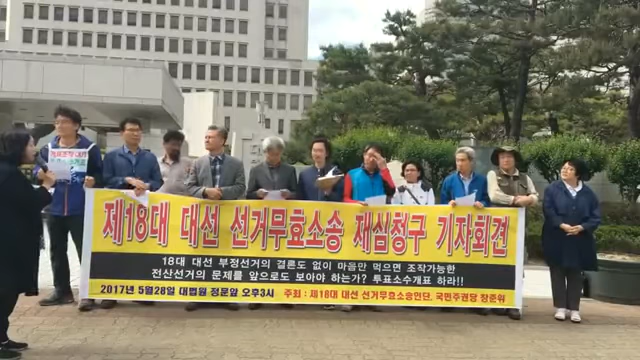 제18대 대선 선거무효소송 재심청구 기자회견
18대 대선 부정선거의 결론도 없이 마음만 먹으면 조작가능한
전산선거의 문제를 앞으로도 보아야 하는가? 투표소수개표 하라!!
2017년 5월28일 대법원 정문앞 오후3시 주최 : 제18대 대선 선거무효소송인단, 국민주권당 창준위